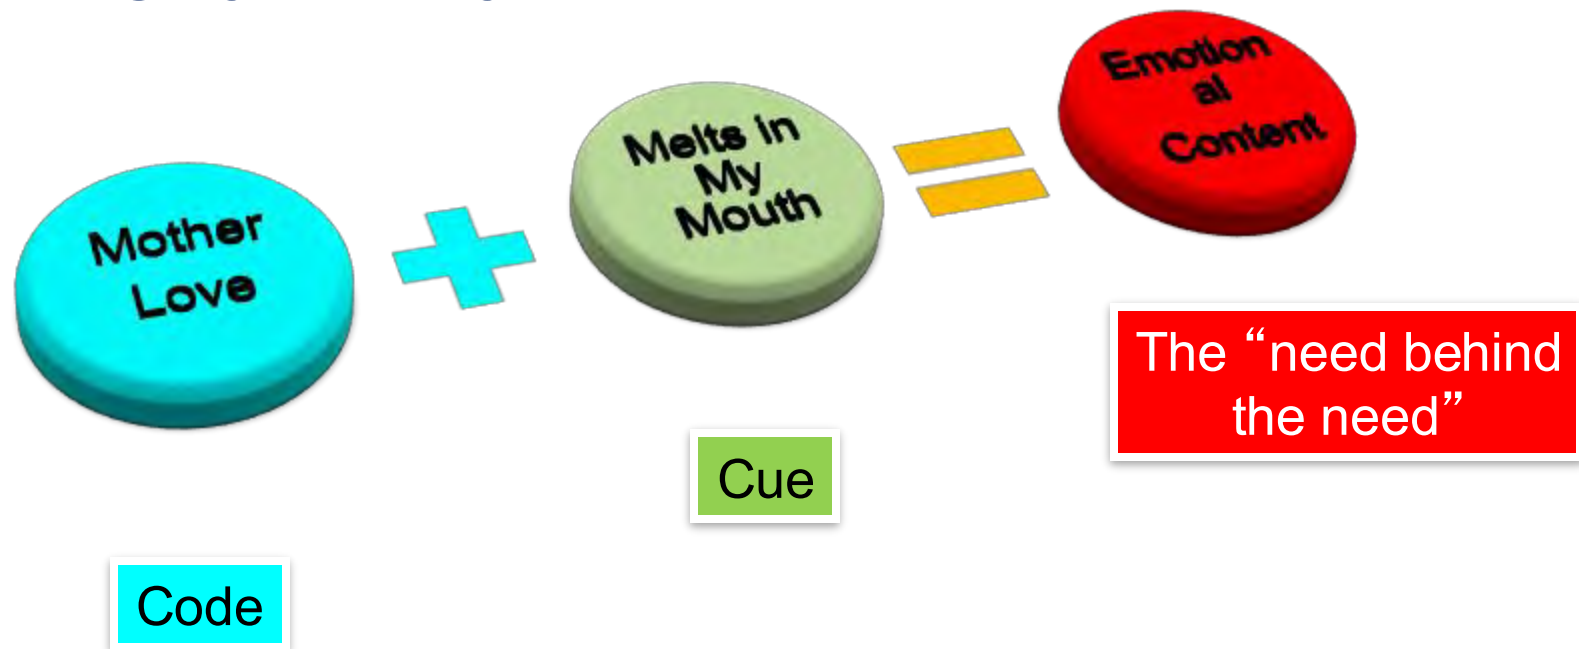 Mother
Love
Melts in
My
Mouth
Emotion
al
Content
The “need behind
the need”
Cue
Code